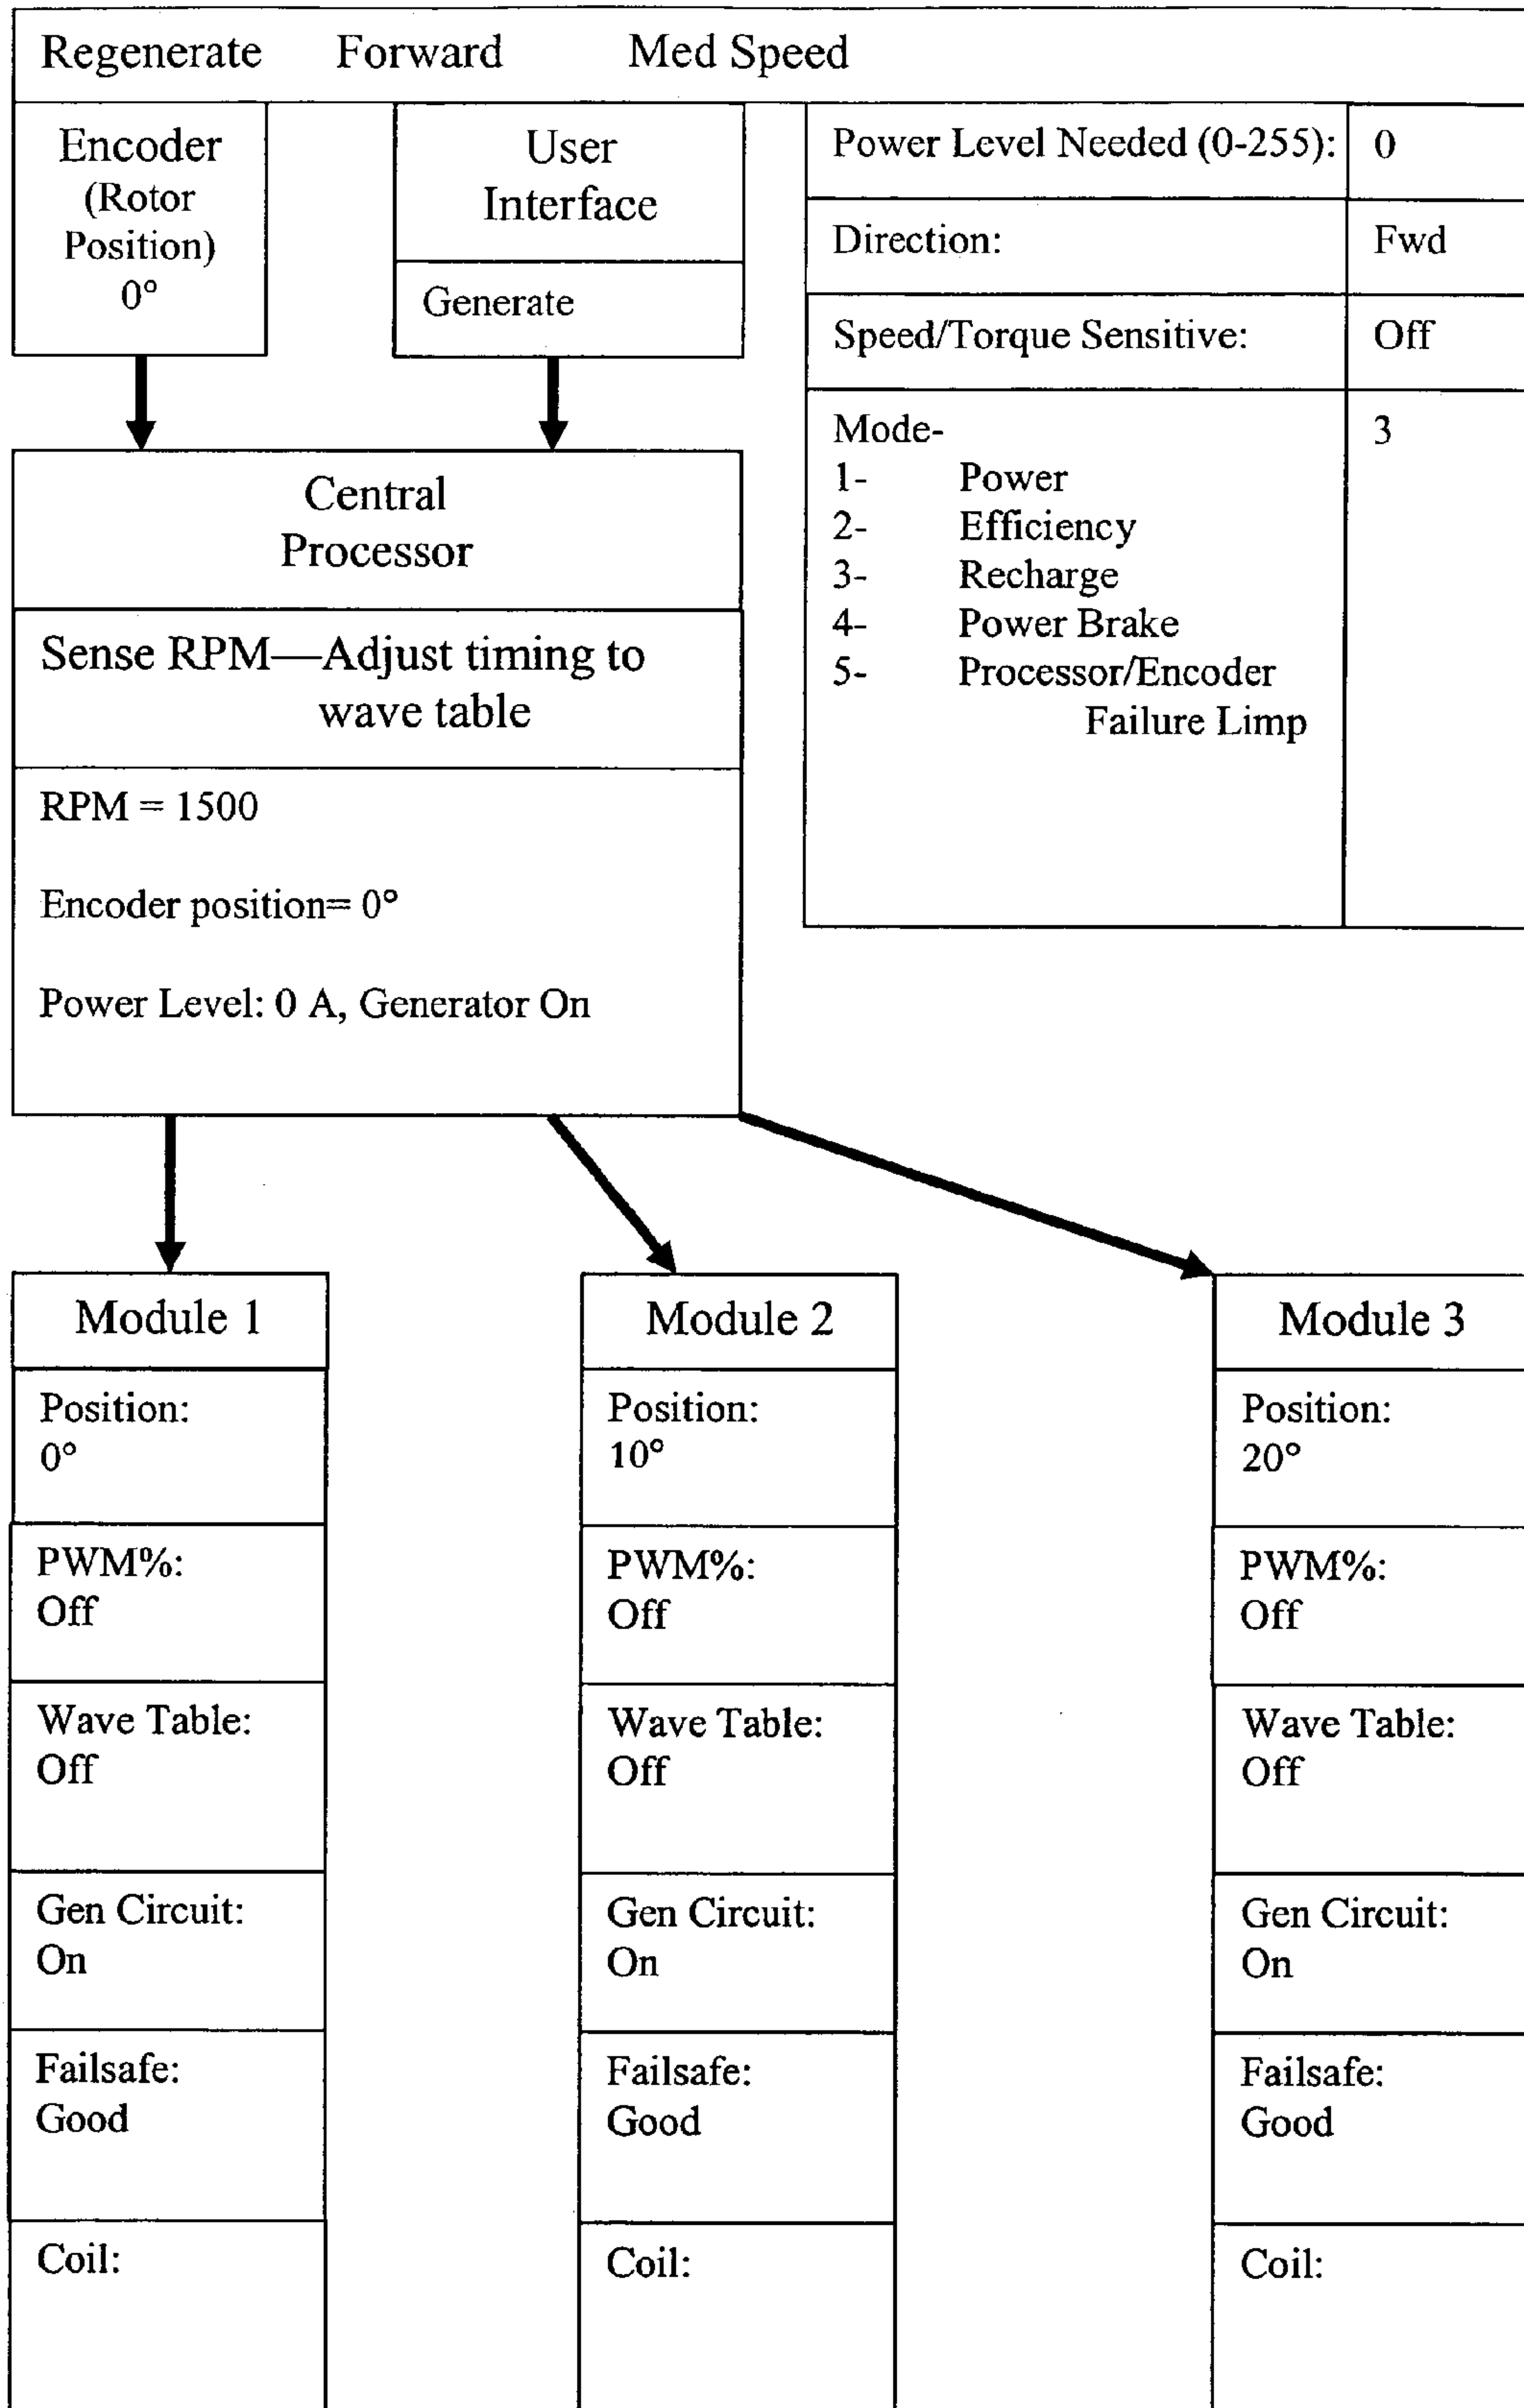 Regenerate Forward Med Speed
Encoder
(Rotor
Position)
0°
User
Interface
Generate
Power Level Needed (0-255): 0
Direction: Fwd
Speed/Torque Sensitive: Off
Mode- 3
1- Power
2- Efficiency
3- Recharge
4- Power Brake
5- Processor/Encoder
Failure Limp
Central
Processor
Sense RPM—Adjust timing to
wave table
RPM = 1500
Encoder position= 0°
Power Level: 0 A, Generator On
Module 1
Position:
0°
PWM%:
Off
Wave Table:
Off
Gen Circuit:
On
Failsafe:
Good
Coil:
Module 2
Position:
10°
PWM%:
Off
Wave Table:
Off
Gen Circuit:
On
Failsafe:
Good
Coil:
Module 3
Position:
20°
PWM%:
Off
Wave Table:
Off
Gen Circuit:
On
Failsafe:
Good
Coil: